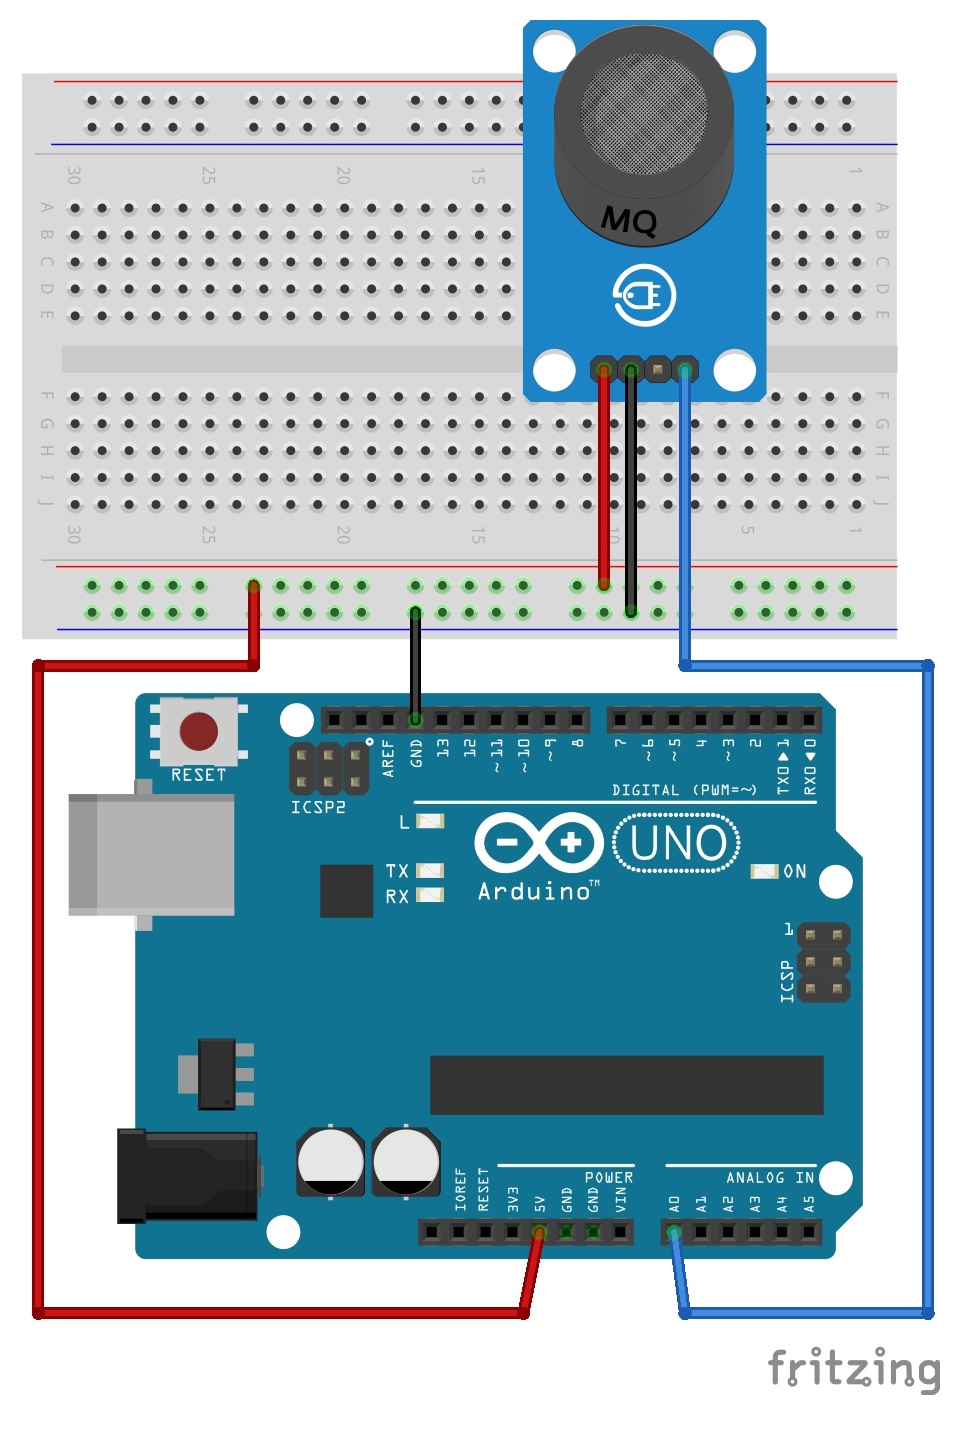 MQ
30 25 20 15 1
A A
B B
C C
D D
E E
F F
G G
H H
I I
J J
30 25 20 15 10 5 1
RESET
ICSP2
AREF
GND
13
12
~11
~10
~9
8
7
~6
~5
4
~3
2
TX0▶1
RX0◀0
DIGITAL (PWM=~)
L
TX
RX
UNO
Arduino™
ON
1
ICSP
POWER
ANALOG IN
IOREF
RESET
3V3
5V
GND
GND
VIN
A0
A1
A2
A3
A4
A5
fritzing